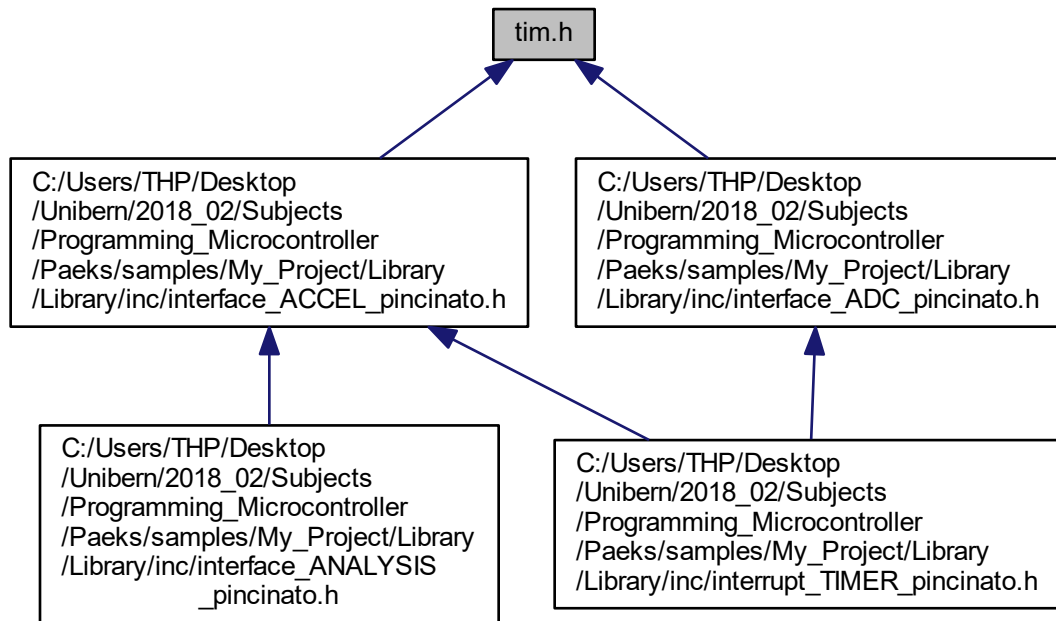 tim.h
C:/Users/THP/Desktop
/Unibern/2018_02/Subjects
/Programming_Microcontroller
/Paeks/samples/My_Project/Library
/Library/inc/interface_ACCEL_pincinato.h
C:/Users/THP/Desktop
/Unibern/2018_02/Subjects
/Programming_Microcontroller
/Paeks/samples/My_Project/Library
/Library/inc/interface_ADC_pincinato.h
C:/Users/THP/Desktop
/Unibern/2018_02/Subjects
/Programming_Microcontroller
/Paeks/samples/My_Project/Library
/Library/inc/interface_ANALYSIS
_pincinato.h
C:/Users/THP/Desktop
/Unibern/2018_02/Subjects
/Programming_Microcontroller
/Paeks/samples/My_Project/Library
/Library/inc/interrupt_TIMER_pincinato.h